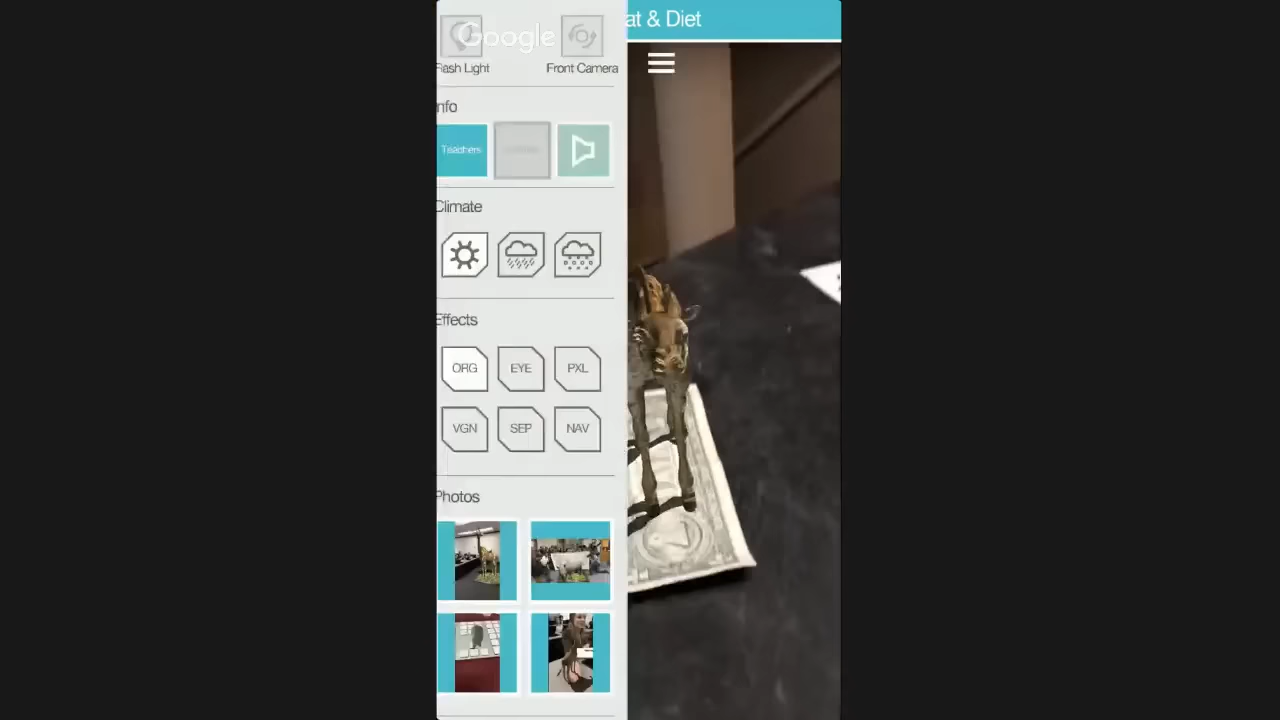 at & Diet
Google
Flash Light
Front Camera
Info
Teachers
Climate
Effects
ORG
EYE
PXL
VGN
SEP
NAV
Photos